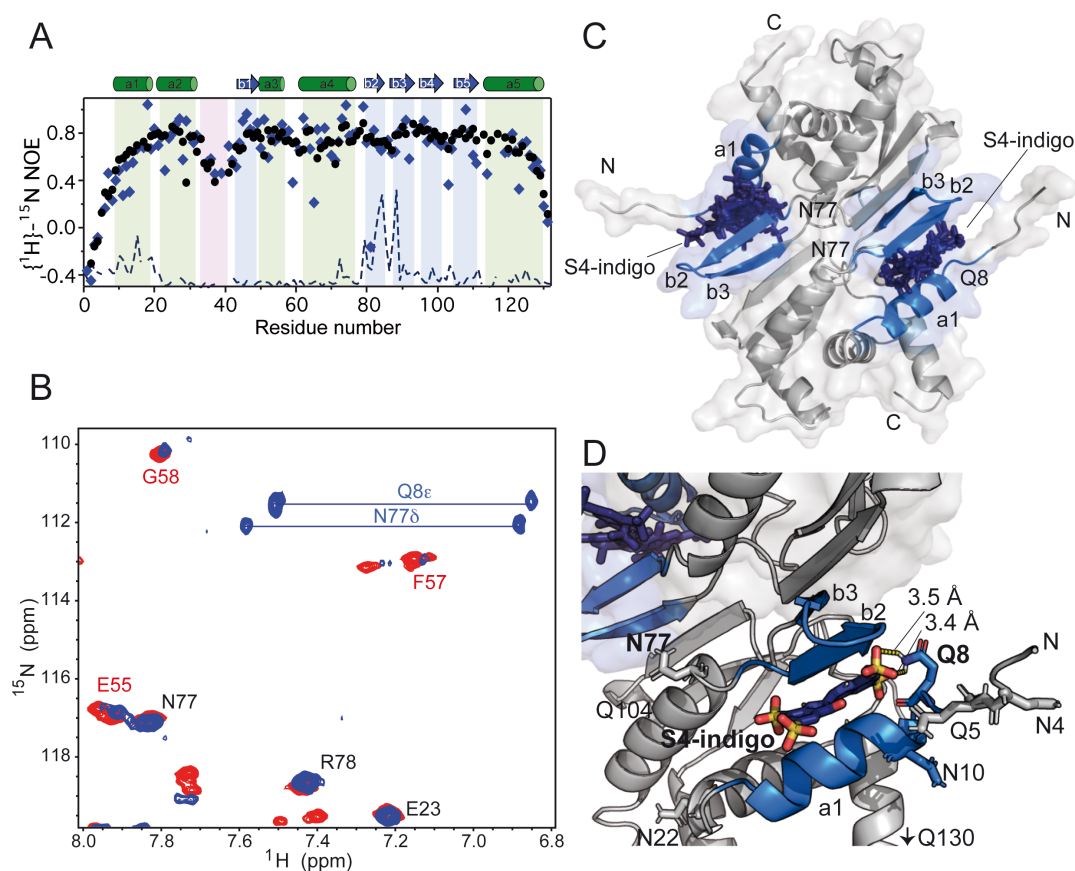 A
a1 a2 b1 a3 a4 b2 b3 b4 b5 a5
{¹H}-¹⁵N NOE
0.8
0.4
0.0
-0.4
0 20 40 60 80 100 120
Residue number
B
110
112
114
116
118
¹⁵N (ppm)
G58
Q8ε
N77δ
F57
E55
N77
R78
E23
8.0 7.8 7.6 7.4 7.2 7.0 6.8
¹H (ppm)
C
C
N
a1
S4-indigo
b3 b2
N77
N
N77
S4-indigo
b2
b3
Q8
a1
C
D
b3
b2
3.5 Å
3.4 Å
N77
Q8
N
Q104
S4-indigo
Q5
N4
N10
a1
N22
↓Q130